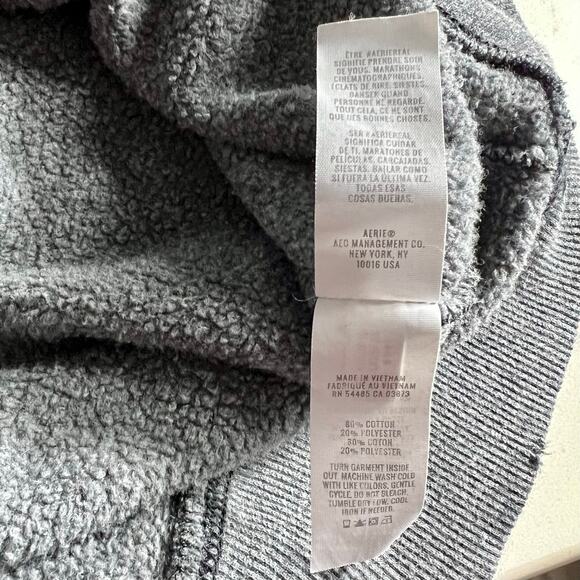 ÊTRE #AERIEREAL
SIGNIFIE PRENDRE SOIN
DE VOUS. MARATHONS
CINÉMATOGRAPHIQUES,
ÉCLATS DE RIRE, SIESTES,
DANSER QUAND
PERSONNE NE REGARDE.
TOUT CELA, CE NE SONT
QUE DES BONNES CHOSES.
SER #AERIEREAL
SIGNIFICA CUIDAR
DE TI. MARATONES DE
PELÍCULAS, CARCAJADAS,
SIESTAS, BAILAR COMO
SI FUERA LA ÚLTIMA VEZ.
TODAS ESAS
COSAS BUENAS.
AERIE®
AEO MANAGEMENT CO.
NEW YORK, NY
10016 USA
MADE IN VIETNAM
FABRIQUÉ AU VIETNAM
RN 54485 CA 03873
80% COTTON
20% POLYESTER
80% COTON
20% POLYESTER
TURN GARMENT INSIDE
OUT. MACHINE WASH COLD
WITH LIKE COLORS, GENTLE
CYCLE. DO NOT BLEACH.
TUMBLE DRY LOW. COOL
IRON IF NEEDED.